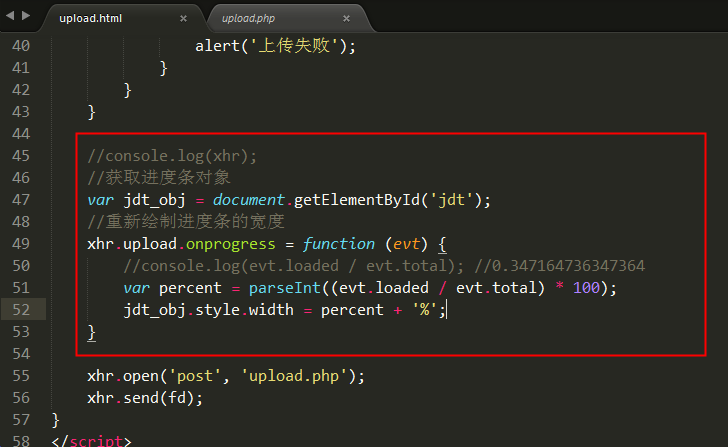 upload.html × upload.php ×
40 alert('上传失败');
41 }
42 }
43 }
44
45 //console.log(xhr);
46 //获取进度条对象
47 var jdt_obj = document.getElementById('jdt');
48 //重新绘制进度条的宽度
49 xhr.upload.onprogress = function (evt) {
50 //console.log(evt.loaded / evt.total); //0.347164736347364
51 var percent = parseInt((evt.loaded / evt.total) * 100);
52 jdt_obj.style.width = percent + '%';
53 }
54
55 xhr.open('post', 'upload.php');
56 xhr.send(fd);
57 }
58 </script>